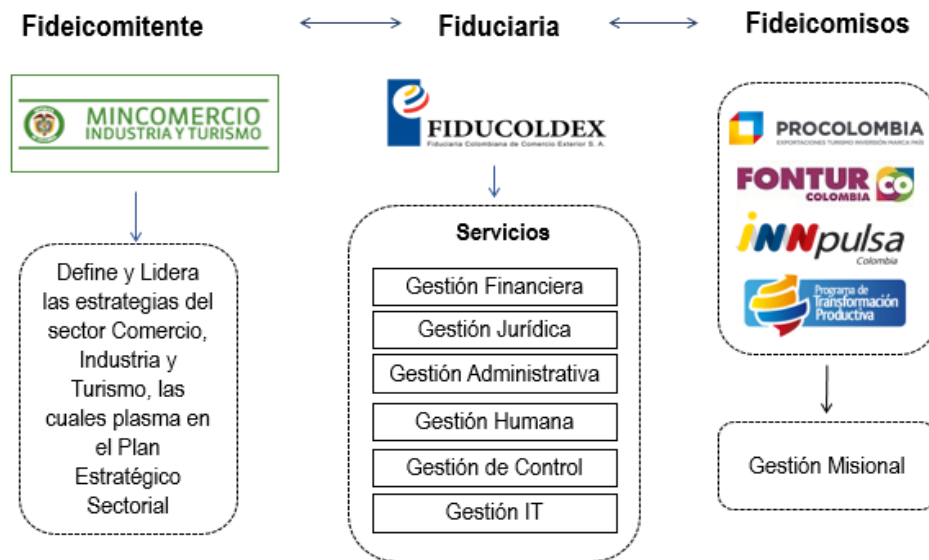 Fideicomitente
Fiduciaria
Fideicomisos
MINCOMERCIO
INDUSTRIA Y TURISMO
FIDUCOLDEX
Fiduciaria Colombiana de Comercio Exterior S. A.
PROCOLOMBIA
EXPORTACIONES TURISMO INVERSIÓN MARCA PAÍS
FONTUR CO
COLOMBIA
iNNpulsa
Colombia
Programa de
Transformación
Productiva
Define y Lidera
las estrategias del
sector Comercio,
Industria y
Turismo, las
cuales plasma en
el Plan
Estratégico
Sectorial
Servicios
Gestión Financiera
Gestión Jurídica
Gestión Administrativa
Gestión Humana
Gestión de Control
Gestión IT
Gestión Misional